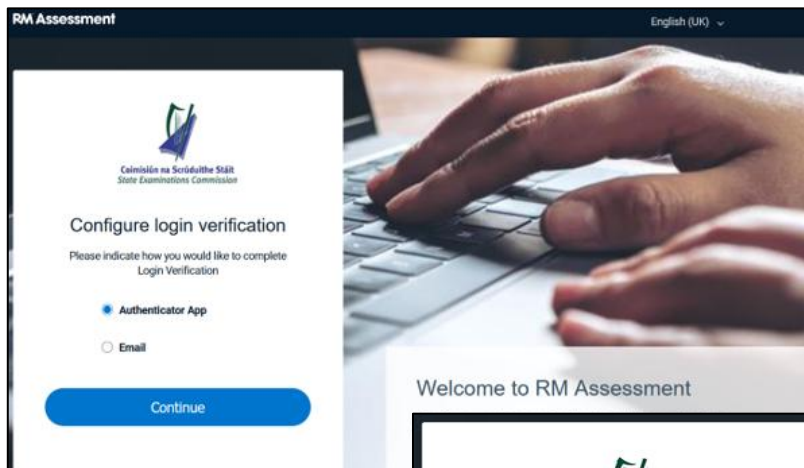 RM Assessment
English (UK)
Coimisiún na Scrúduithe Stáit
State Examinations Commission
Configure login verification
Please indicate how you would like to complete
Login Verification
Authenticator App
Email
Continue
Welcome to RM Assessment